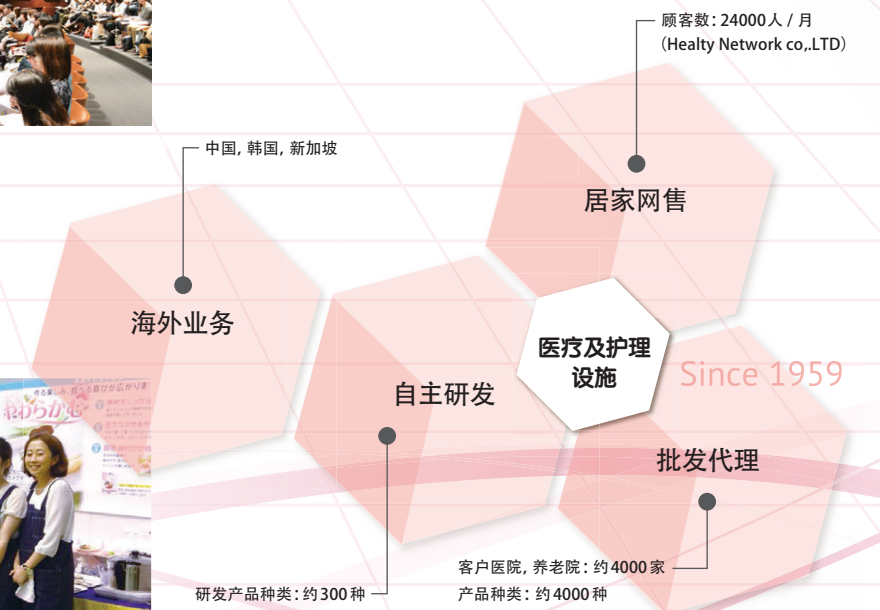 顾客数：24000人 / 月
（Healty Network co,.LTD）
中国, 韩国, 新加坡
居家网售
海外业务
医疗及护理
设施
自主研发
Since 1959
批发代理
客户医院, 养老院：约4000家
产品种类：约4000种
研发产品种类：约300种